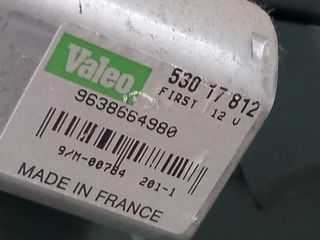 Valeo
530 17 812
FIRST 12 V
9638664980
9/M-00784 201-1
MADE IN FRANCE